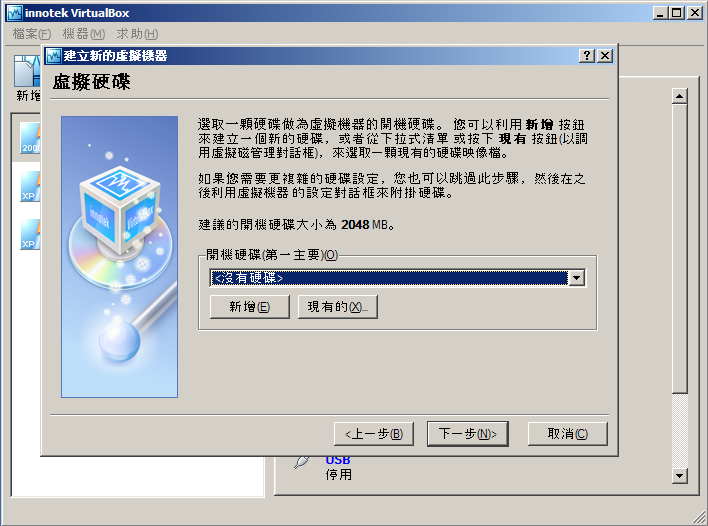 innotek VirtualBox
檔案(F) 機器(M) 求助(H)
建立新的虛擬機器
虛擬硬碟
新增
2000
XP
XP
innotek
VirtualBox
選取一顆硬碟做為虛擬機器的開機硬碟。您可以利用 新增 按鈕
來建立一個新的硬碟，或者從下拉式清單 或按下 現有 按鈕(以調
用虛擬磁管理對話框)，來選取一顆現有的硬碟映像檔。
如果您需要更複雜的硬碟設定，您也可以跳過此步驟，然後在之
後利用虛擬機器的設定對話框來附掛硬碟。
建議的開機硬碟大小為 2048 MB。
開機硬碟(第一主要)(O)
<沒有硬碟>
新增(E) 現有的(X)...
<上一步(B) 下一步(N)> 取消(C)
USB
停用